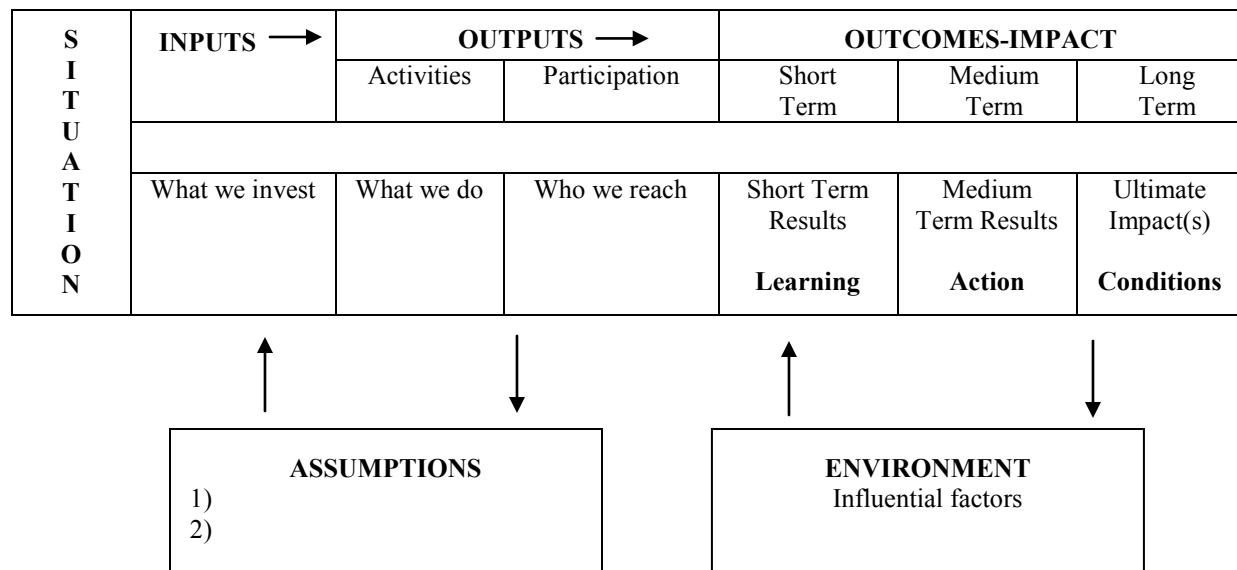 S
I
T
U
A
T
I
O
N
INPUTS
OUTPUTS
OUTCOMES-IMPACT
Activities
Participation
Short
Term
Medium
Term
Long
Term
What we invest
What we do
Who we reach
Short Term
Results
Learning
Medium
Term Results
Action
Ultimate
Impact(s)
Conditions
ASSUMPTIONS
1)
2)
ENVIRONMENT
Influential factors